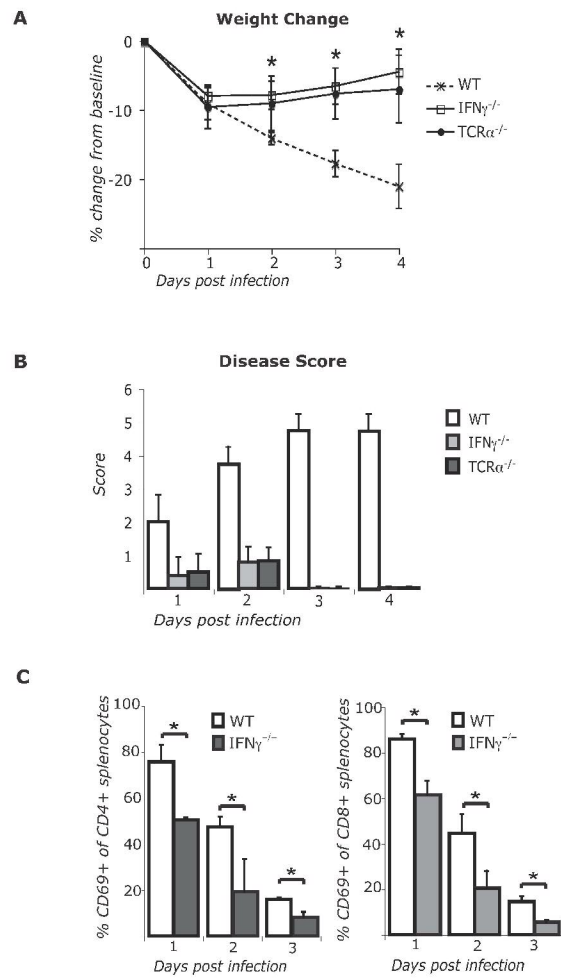 A
Weight Change
0
-10
-20
% change from baseline
* * *
0 1 2 3 4
Days post infection
WT
IFNγ-/-
TCRα-/-
B
Disease Score
6
5
4
3
2
1
Score
1 2 3 4
Days post infection
WT
IFNγ-/-
TCRα-/-
C
100
80
60
40
20
% CD69+ of CD4+ splenocytes
WT
IFNγ-/-
* * *
1 2 3
Days post infection
100
80
60
40
20
% CD69+ of CD8+ splenocytes
WT
IFNγ-/-
* * *
1 2 3
Days post infection